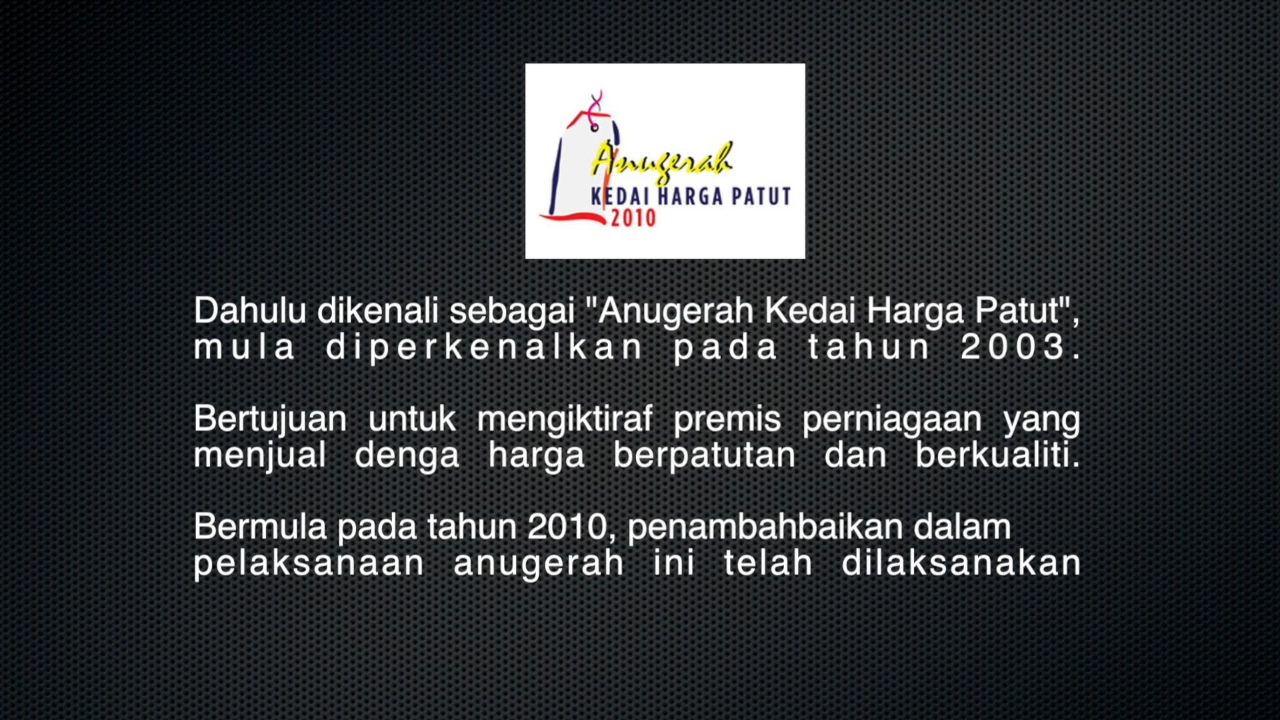 Anugerah
KEDAI HARGA PATUT
2010
Dahulu dikenali sebagai "Anugerah Kedai Harga Patut",
mula diperkenalkan pada tahun 2003.
Bertujuan untuk mengiktiraf premis perniagaan yang
menjual denga harga berpatutan dan berkualiti.
Bermula pada tahun 2010, penambahbaikan dalam
pelaksanaan anugerah ini telah dilaksanakan